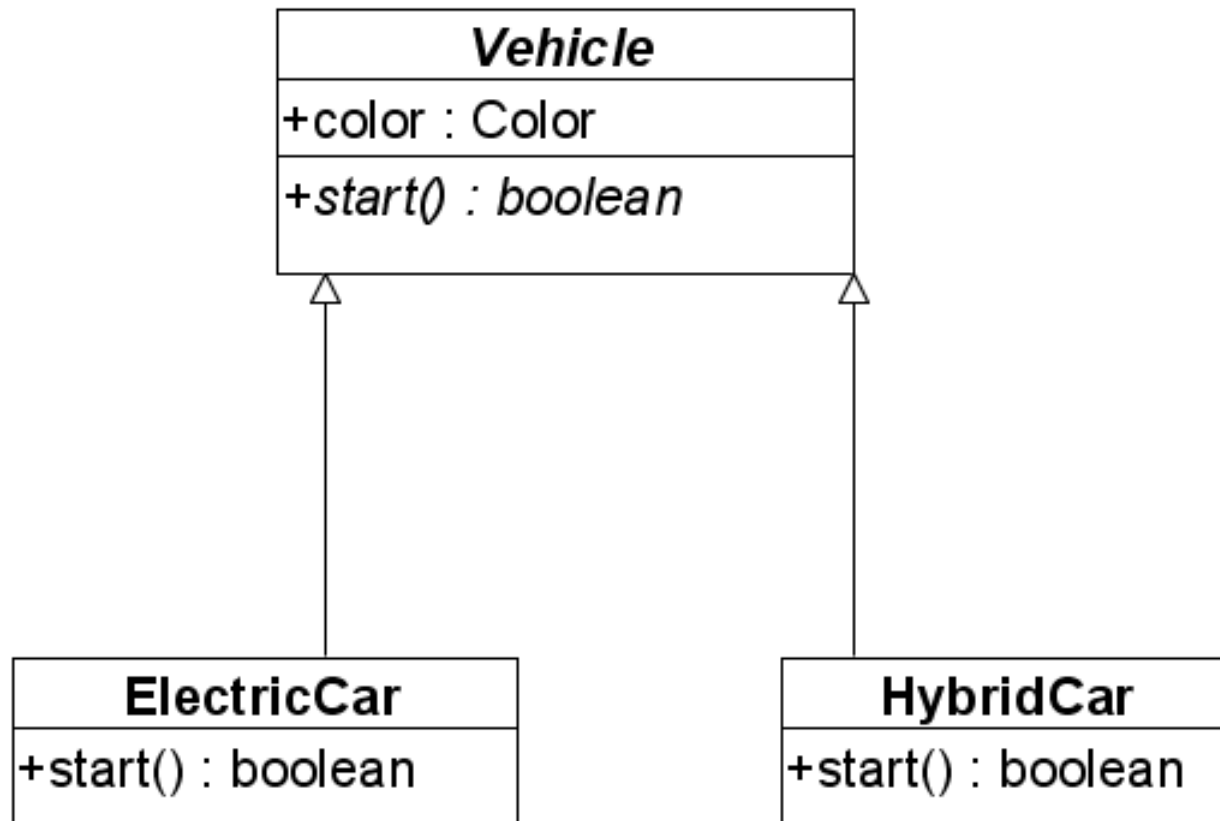 Vehicle
+color : Color
+start() : boolean
ElectricCar
HybridCar
+start() : boolean
+start() : boolean